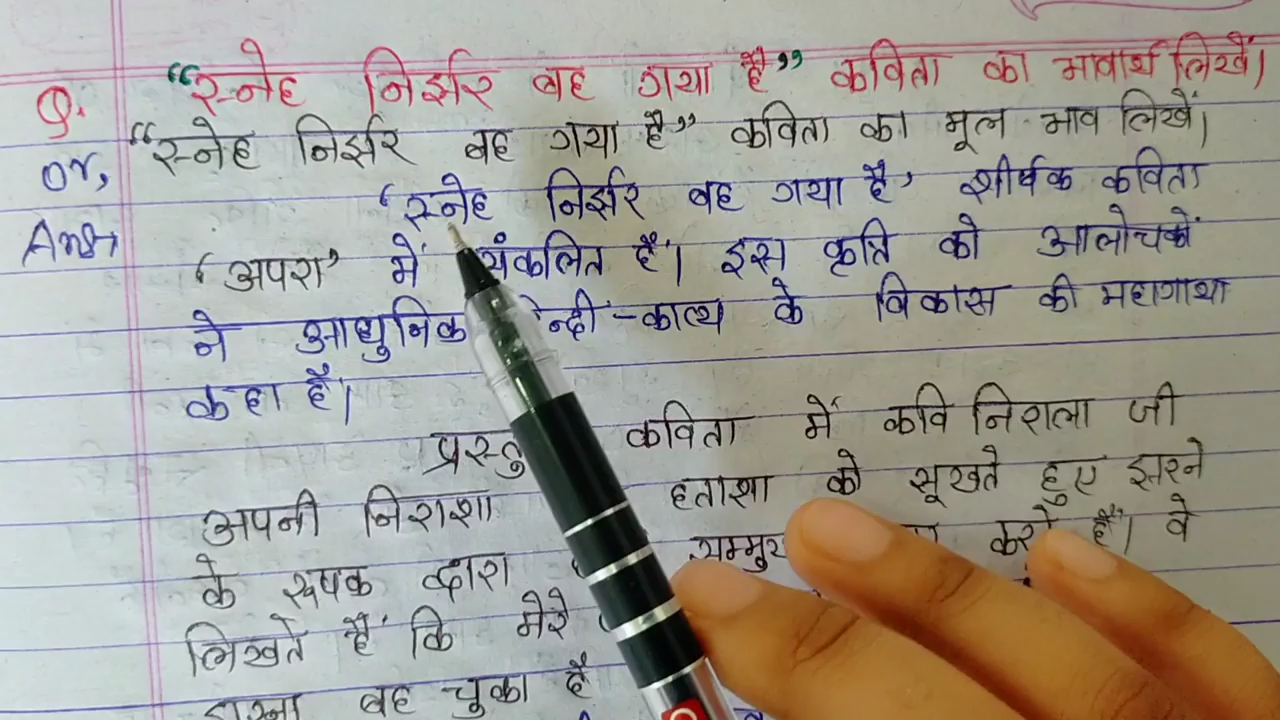 Q. "स्नेह निर्झर बह गया है" कविता का भावार्थ लिखें।
or, "स्नेह निर्झर बह गया है" कविता का मूल भाव लिखें।
Ans→ 'स्नेह निर्झर बह गया है' शीर्षक कविता
'अपरा' में संकलित है। इस कृति को आलोचकों
ने आधुनिक न्दी-काव्य के विकास की महागाथा
कहा है।
प्रस्तु कविता में कवि निराला जी
अपनी निराशा हताशा को सूखते हुए झरने
के रूपक द्वारा करते हैं। वे
लिखते हैं कि मेरे
झरना बह चुका है